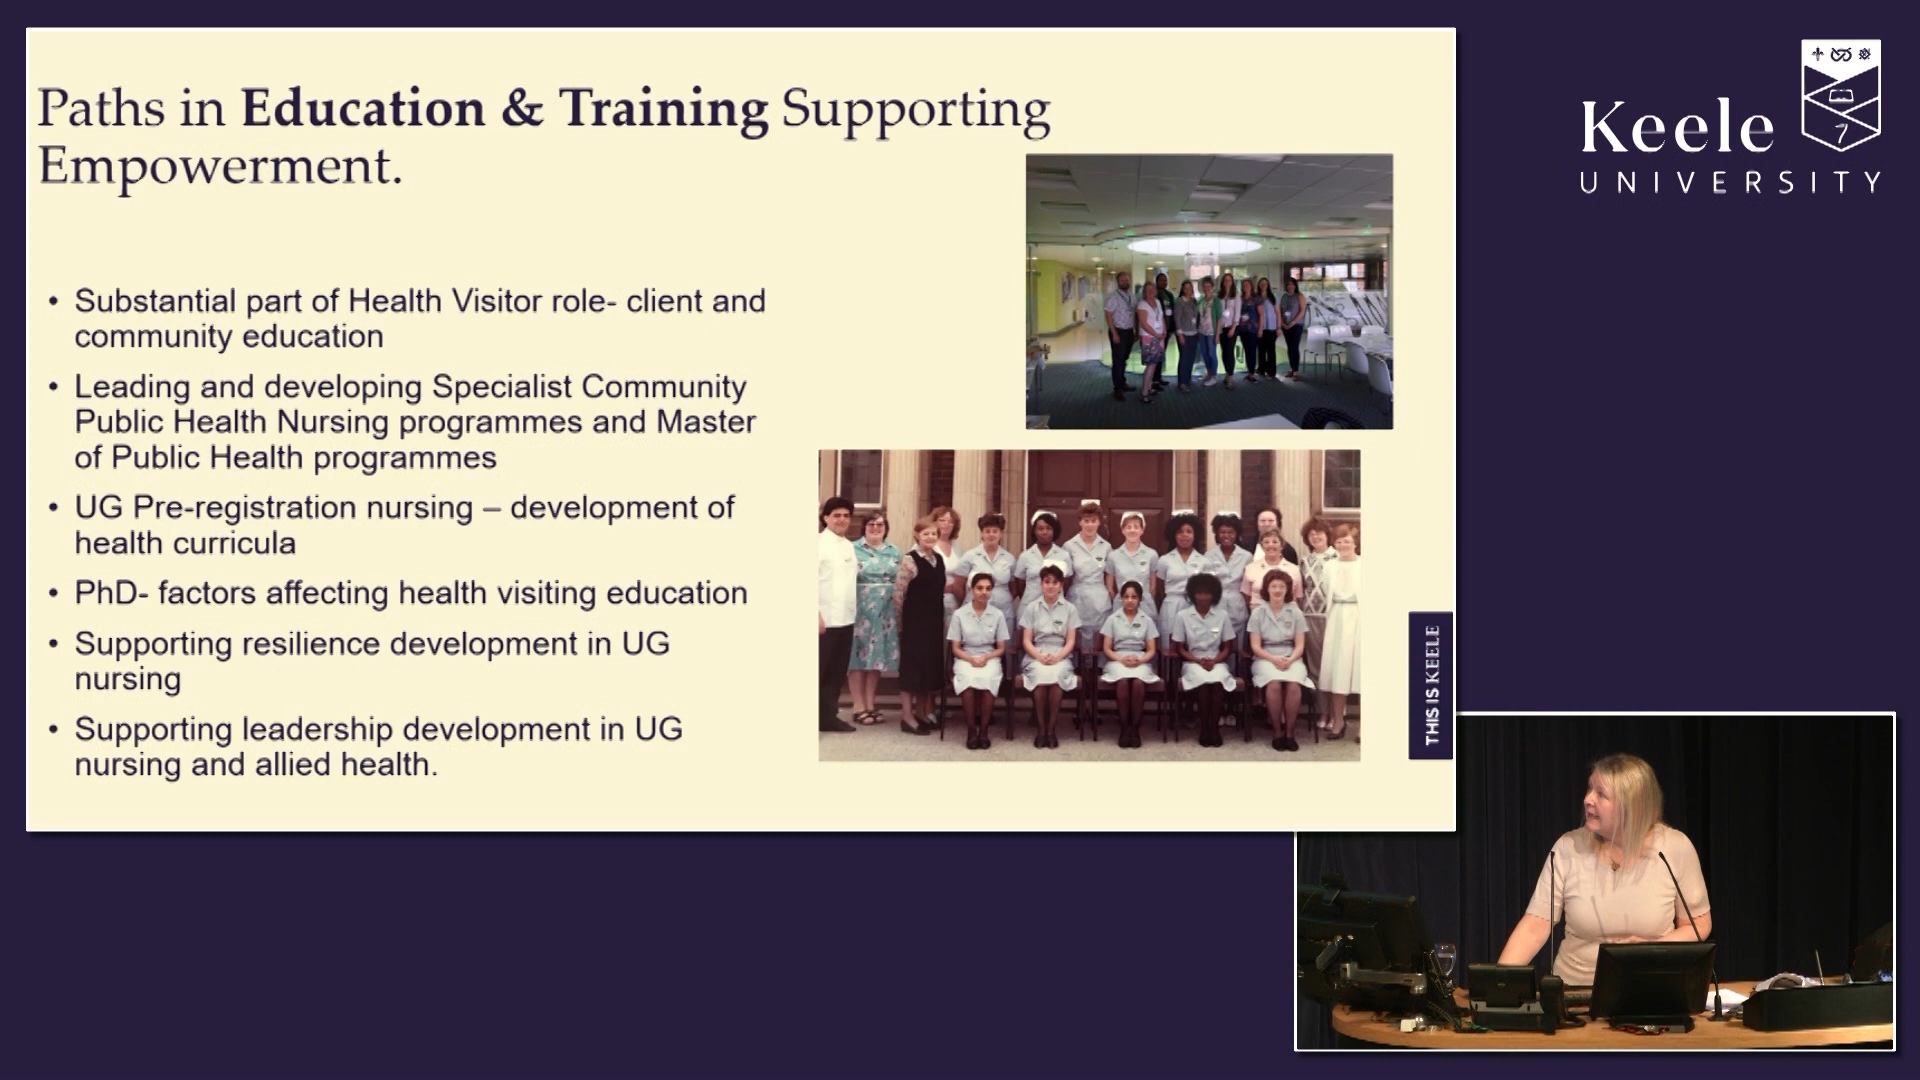 Paths in Education & Training Supporting
Empowerment.
• Substantial part of Health Visitor role- client and
community education
• Leading and developing Specialist Community
Public Health Nursing programmes and Master
of Public Health programmes
• UG Pre-registration nursing – development of
health curricula
• PhD- factors affecting health visiting education
• Supporting resilience development in UG
nursing
• Supporting leadership development in UG
nursing and allied health.
THIS IS KEELE
Keele
UNIVERSITY